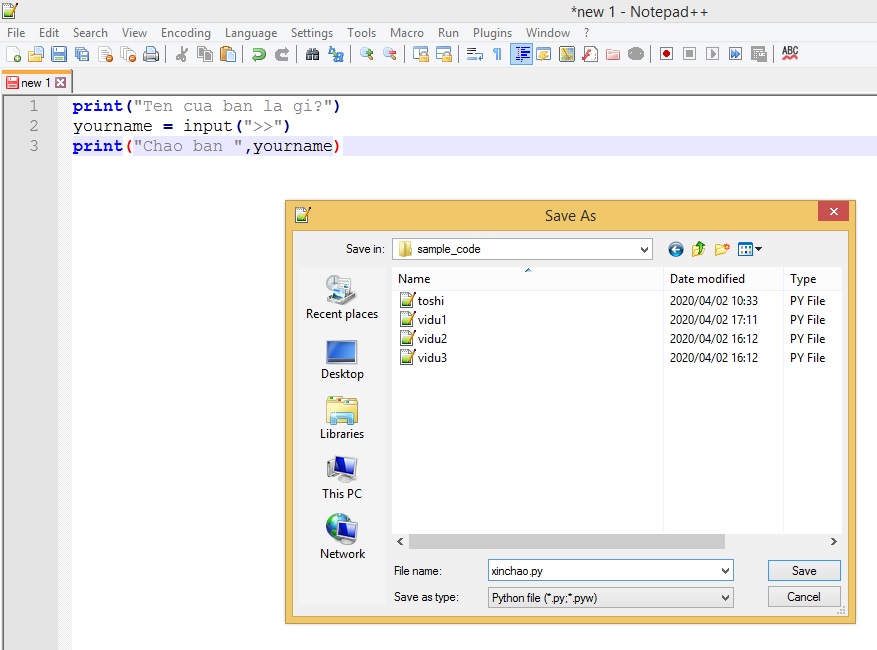 *new 1 - Notepad++
File Edit Search View Encoding Language Settings Tools Macro Run Plugins Window ?
ABC
new 1
1 print("Ten cua ban la gi?")
2 yourname = input(">>")
3 print("Chao ban ",yourname)
Save As
Save in: sample_code
Name Date modified Type
toshi 2020/04/02 10:33 PY File
vidu1 2020/04/02 17:11 PY File
vidu2 2020/04/02 16:12 PY File
vidu3 2020/04/02 16:12 PY File
Recent places
Desktop
Libraries
This PC
Network
File name: xinchao.py Save
Save as type: Python file (*.py;*.pyw) Cancel